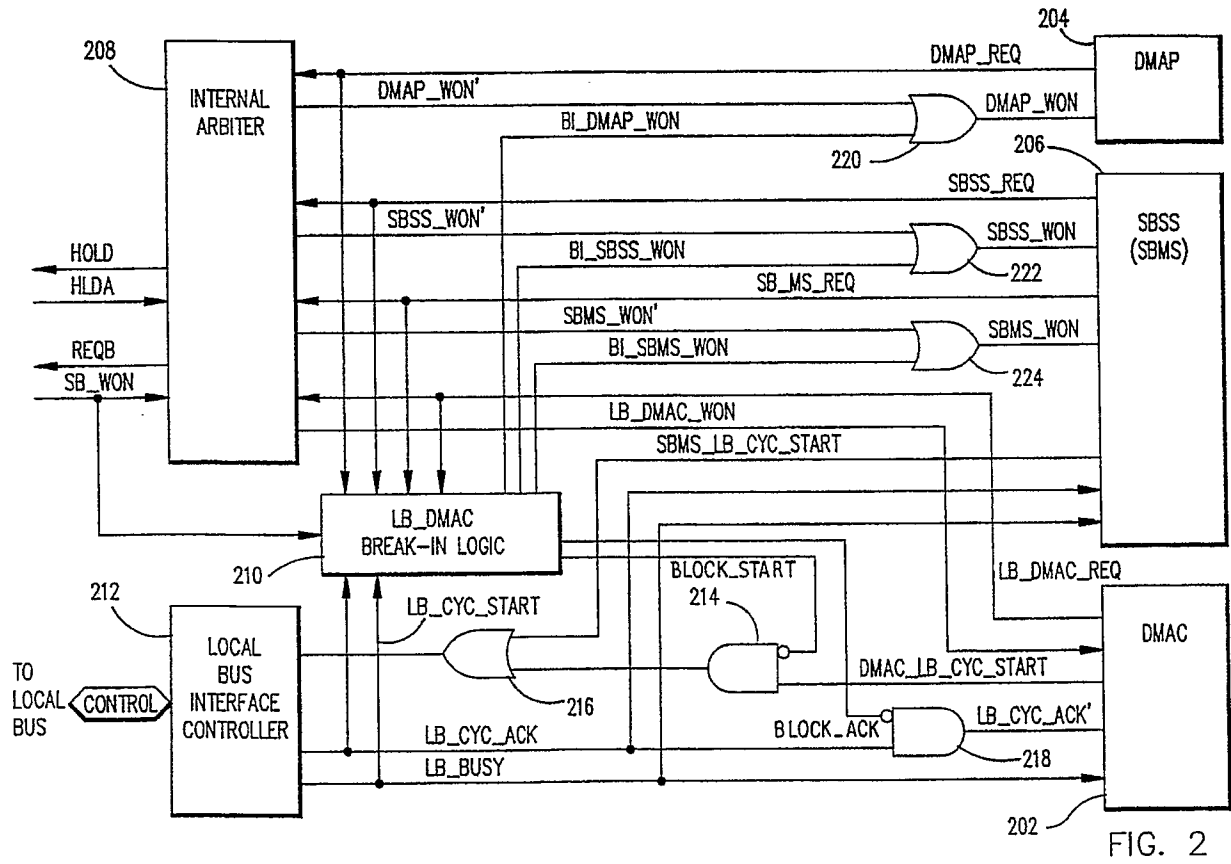 208
INTERNAL
ARBITER
204
DMAP
DMAP_REQ
DMAP_WON'
DMAP_WON
BI_DMAP_WON
220
206
SBSS_REQ
SBSS_WON'
SBSS
(SBMS)
SBSS_WON
BI_SBSS_WON
222
HOLD
HLDA
SB_MS_REQ
SBMS_WON'
SBMS_WON
BI_SBMS_WON
224
REQB
SB_WON
LB_DMAC_WON
SBMS_LB_CYC_START
LB_DMAC
BREAK-IN LOGIC
210
BLOCK_START
LB_DMAC_REQ
212
LB_CYC_START
214
DMAC
LOCAL
BUS
INTERFACE
CONTROLLER
TO
LOCAL
BUS
CONTROL
DMAC_LB_CYC_START
216
BLOCK_ACK
LB_CYC_ACK'
LB_CYC_ACK
218
LB_BUSY
202
FIG. 2